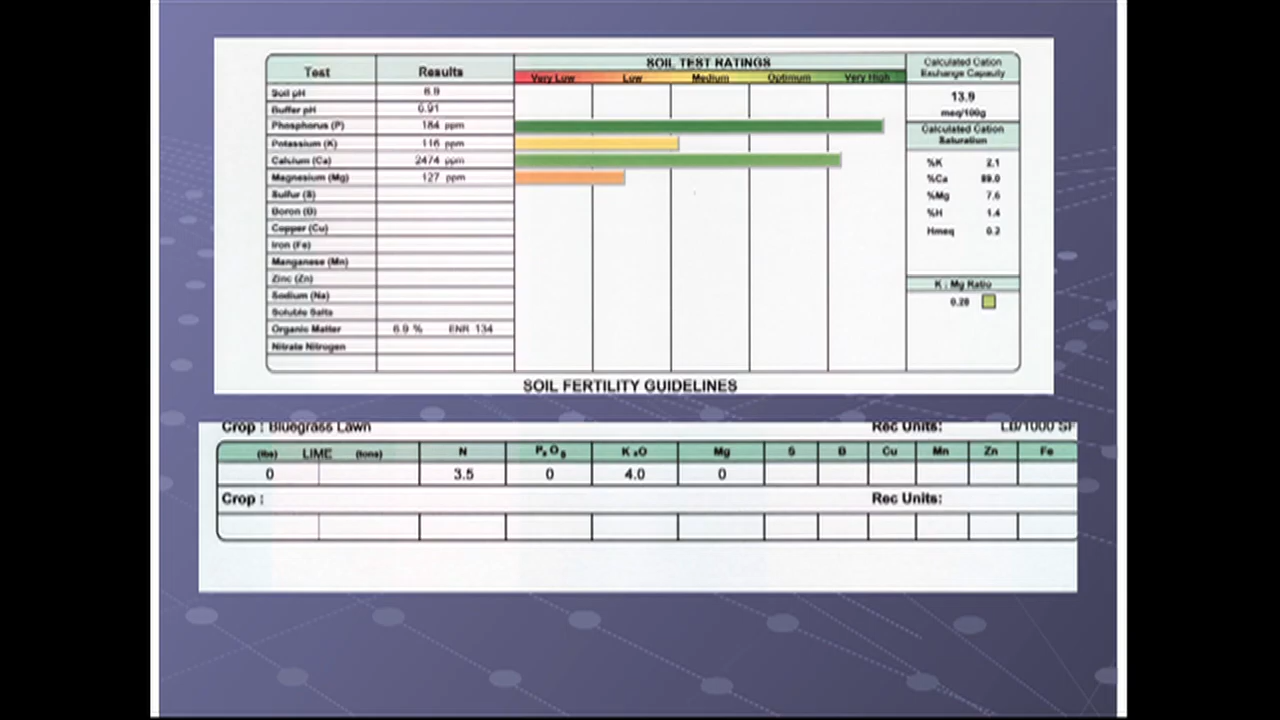 SOIL TEST RATINGS
Test Results Very Low Low Medium Optimum Very High Calculated Cation Exchange Capacity
Soil pH 6.9
Buffer pH 6.91
Phosphorus (P) 184 ppm
Potassium (K) 116 ppm
Calcium (Ca) 2474 ppm
Magnesium (Mg) 127 ppm
Sulfur (S)
Boron (B)
Copper (Cu)
Iron (Fe)
Manganese (Mn)
Zinc (Zn)
Sodium (Na)
Soluble Salts
Organic Matter 6.9 % ENR 134
Nitrate Nitrogen
13.9
meq/100g
Calculated Cation
Saturation
%K 2.1
%Ca 89.0
%Mg 7.6
%H 1.4
Hmeq 0.2
K : Mg Ratio
0.28
SOIL FERTILITY GUIDELINES
Crop : Bluegrass Lawn Rec Units: LB/1000 SF
(lbs) LIME (tons) N P2O5 K2O Mg S B Cu Mn Zn Fe
0 3.5 0 4.0 0
Crop : Rec Units: